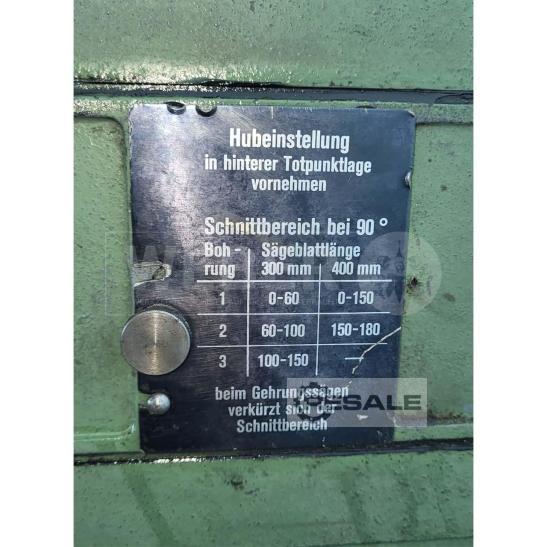 Hubeinstellung
in hinterer Totpunktlage
vornehmen
Schnittbereich bei 90°
Boh- Sägeblattlänge
rung 300 mm 400 mm
1 0-60 0-150
2 60-100 150-180
3 100-150 —
beim Gehrungssägen
verkürzt sich der
Schnittbereich
RESALE